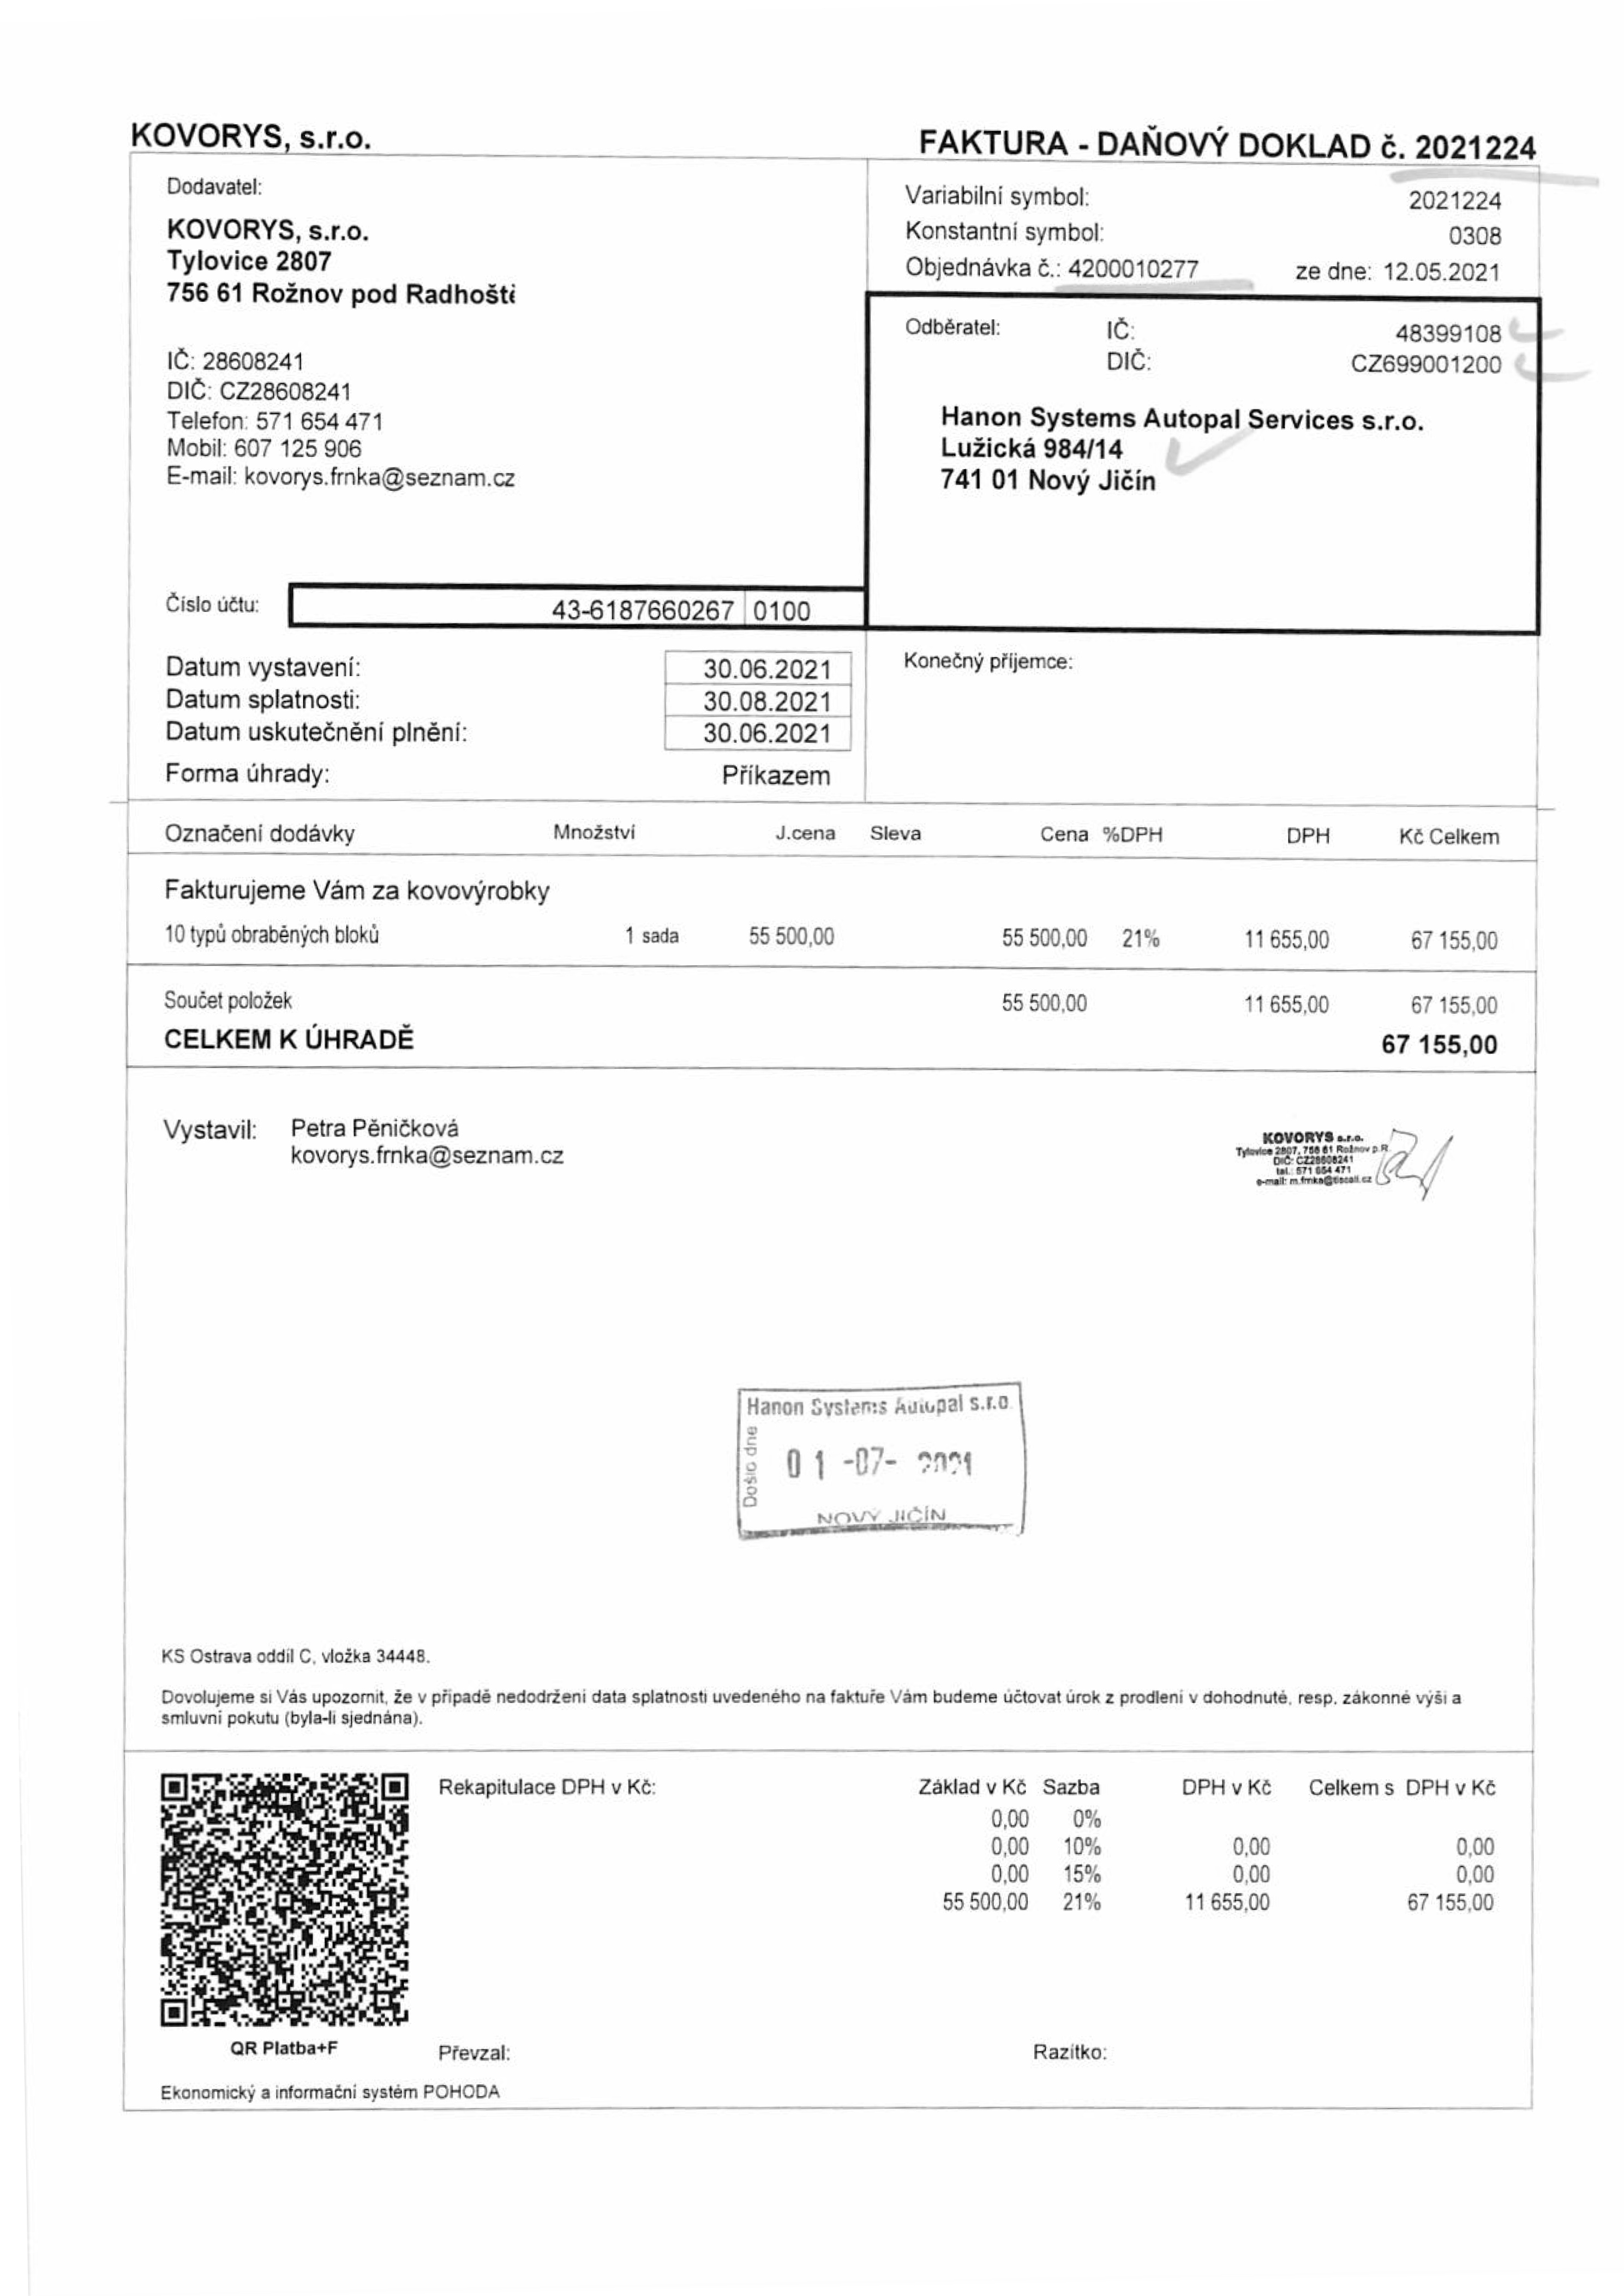 KOVORYS, s.r.o.
FAKTURA - DAŇOVÝ DOKLAD č. 2021224
Dodavatel:
KOVORYS, s.r.o.
Tylovice 2807
756 61 Rožnov pod Radhoště
IČ: 28608241
DIČ: CZ28608241
Telefon: 571 654 471
Mobil: 607 125 906
E-mail: kovorys.frnka@seznam.cz
Číslo účtu: 43-6187660267 0100
Variabilní symbol: 2021224
Konstantní symbol: 0308
Objednávka č.: 4200010277 ze dne: 12.05.2021
Odběratel: IČ: 48399108
DIČ: CZ699001200
Hanon Systems Autopal Services s.r.o.
Lužická 984/14
741 01 Nový Jičín
Datum vystavení: 30.06.2021
Datum splatnosti: 30.08.2021
Datum uskutečnění plnění: 30.06.2021
Forma úhrady: Příkazem
Konečný příjemce:
Označení dodávky Množství J.cena Sleva Cena %DPH DPH Kč Celkem
Fakturujeme Vám za kovovýrobky
10 typů obraběných bloků 1 sada 55 500,00 55 500,00 21% 11 655,00 67 155,00
Součet položek 55 500,00 11 655,00 67 155,00
CELKEM K ÚHRADĚ 67 155,00
Vystavil: Petra Pěničková
kovorys.frnka@seznam.cz
KOVORYS s.r.o.
Tylovice 2807, 756 61 Rožnov p.R.
DIČ: CZ28608241
tel.: 571 654 471
e-mail: m.frnka@tiscali.cz
Hanon Systems Autopal s.r.o.
Došlo dne
01 -07- 2021
NOVÝ JIČÍN
KS Ostrava oddíl C, vložka 34448.
Dovolujeme si Vás upozornit, že v případě nedodržení data splatnosti uvedeného na faktuře Vám budeme účtovat úrok z prodlení v dohodnuté, resp. zákonné výši a
smluvní pokutu (byla-li sjednána).
Rekapitulace DPH v Kč: Základ v Kč Sazba DPH v Kč Celkem s DPH v Kč
0,00 0%
0,00 10% 0,00 0,00
0,00 15% 0,00 0,00
55 500,00 21% 11 655,00 67 155,00
QR Platba+F
Převzal: Razítko:
Ekonomický a informační systém POHODA